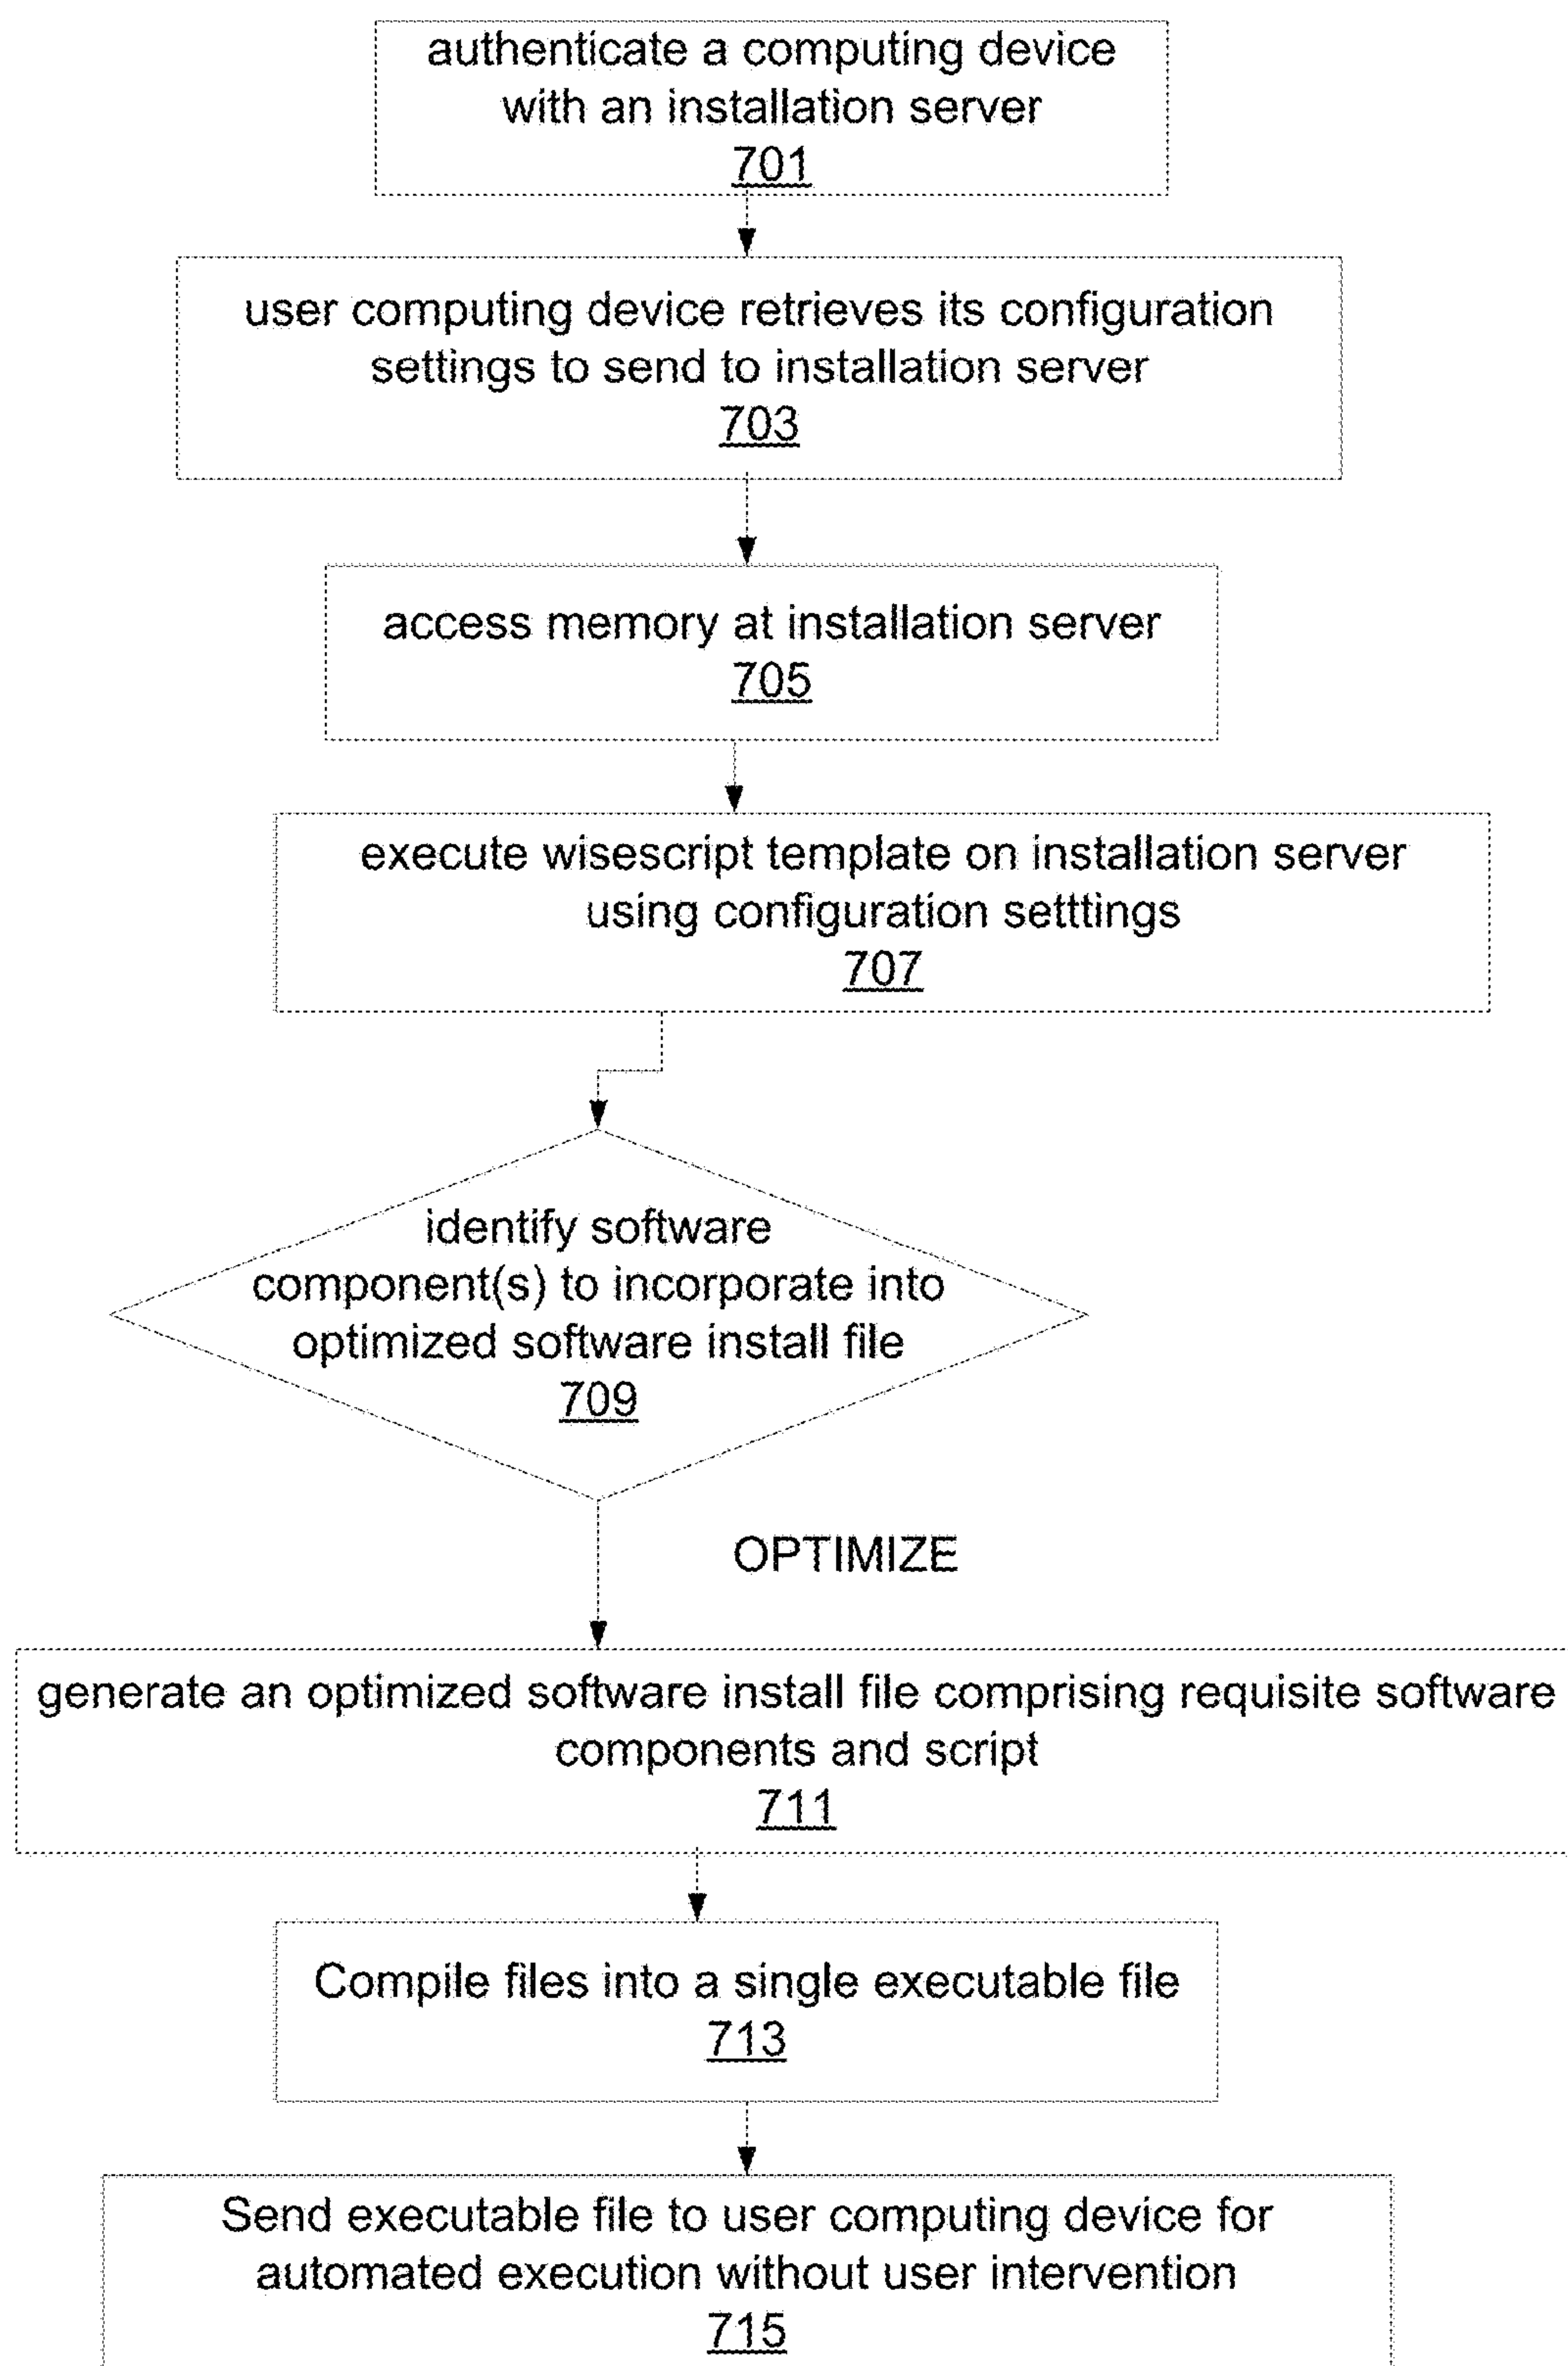 authenticate a computing device
with an installation server
701
user computing device retrieves its configuration
settings to send to installation server
703
access memory at installation server
705
execute wisescript template on installation server
using configuration setttings
707
identify software
component(s) to incorporate into
optimized software install file
709
OPTIMIZE
generate an optimized software install file comprising requisite software
components and script
711
Compile files into a single executable file
713
Send executable file to user computing device for
automated execution without user intervention
715